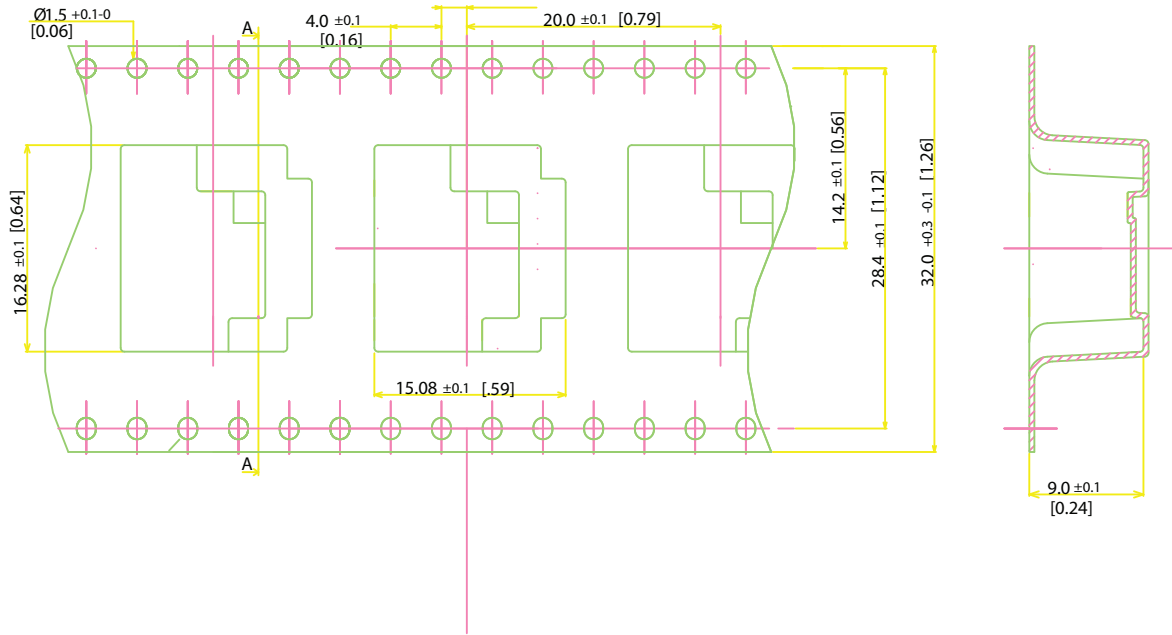 Ø1.5 +0.1-0
[0.06]
A
4.0 ±0.1
[0.16]
20.0 ±0.1 [0.79]
16.28 ±0.1 [0.64]
14.2 ±0.1 [0.56]
28.4 ±0.1 [1.12]
32.0 +0.3 -0.1 [1.26]
15.08 ±0.1 [.59]
A
9.0 ±0.1
[0.24]